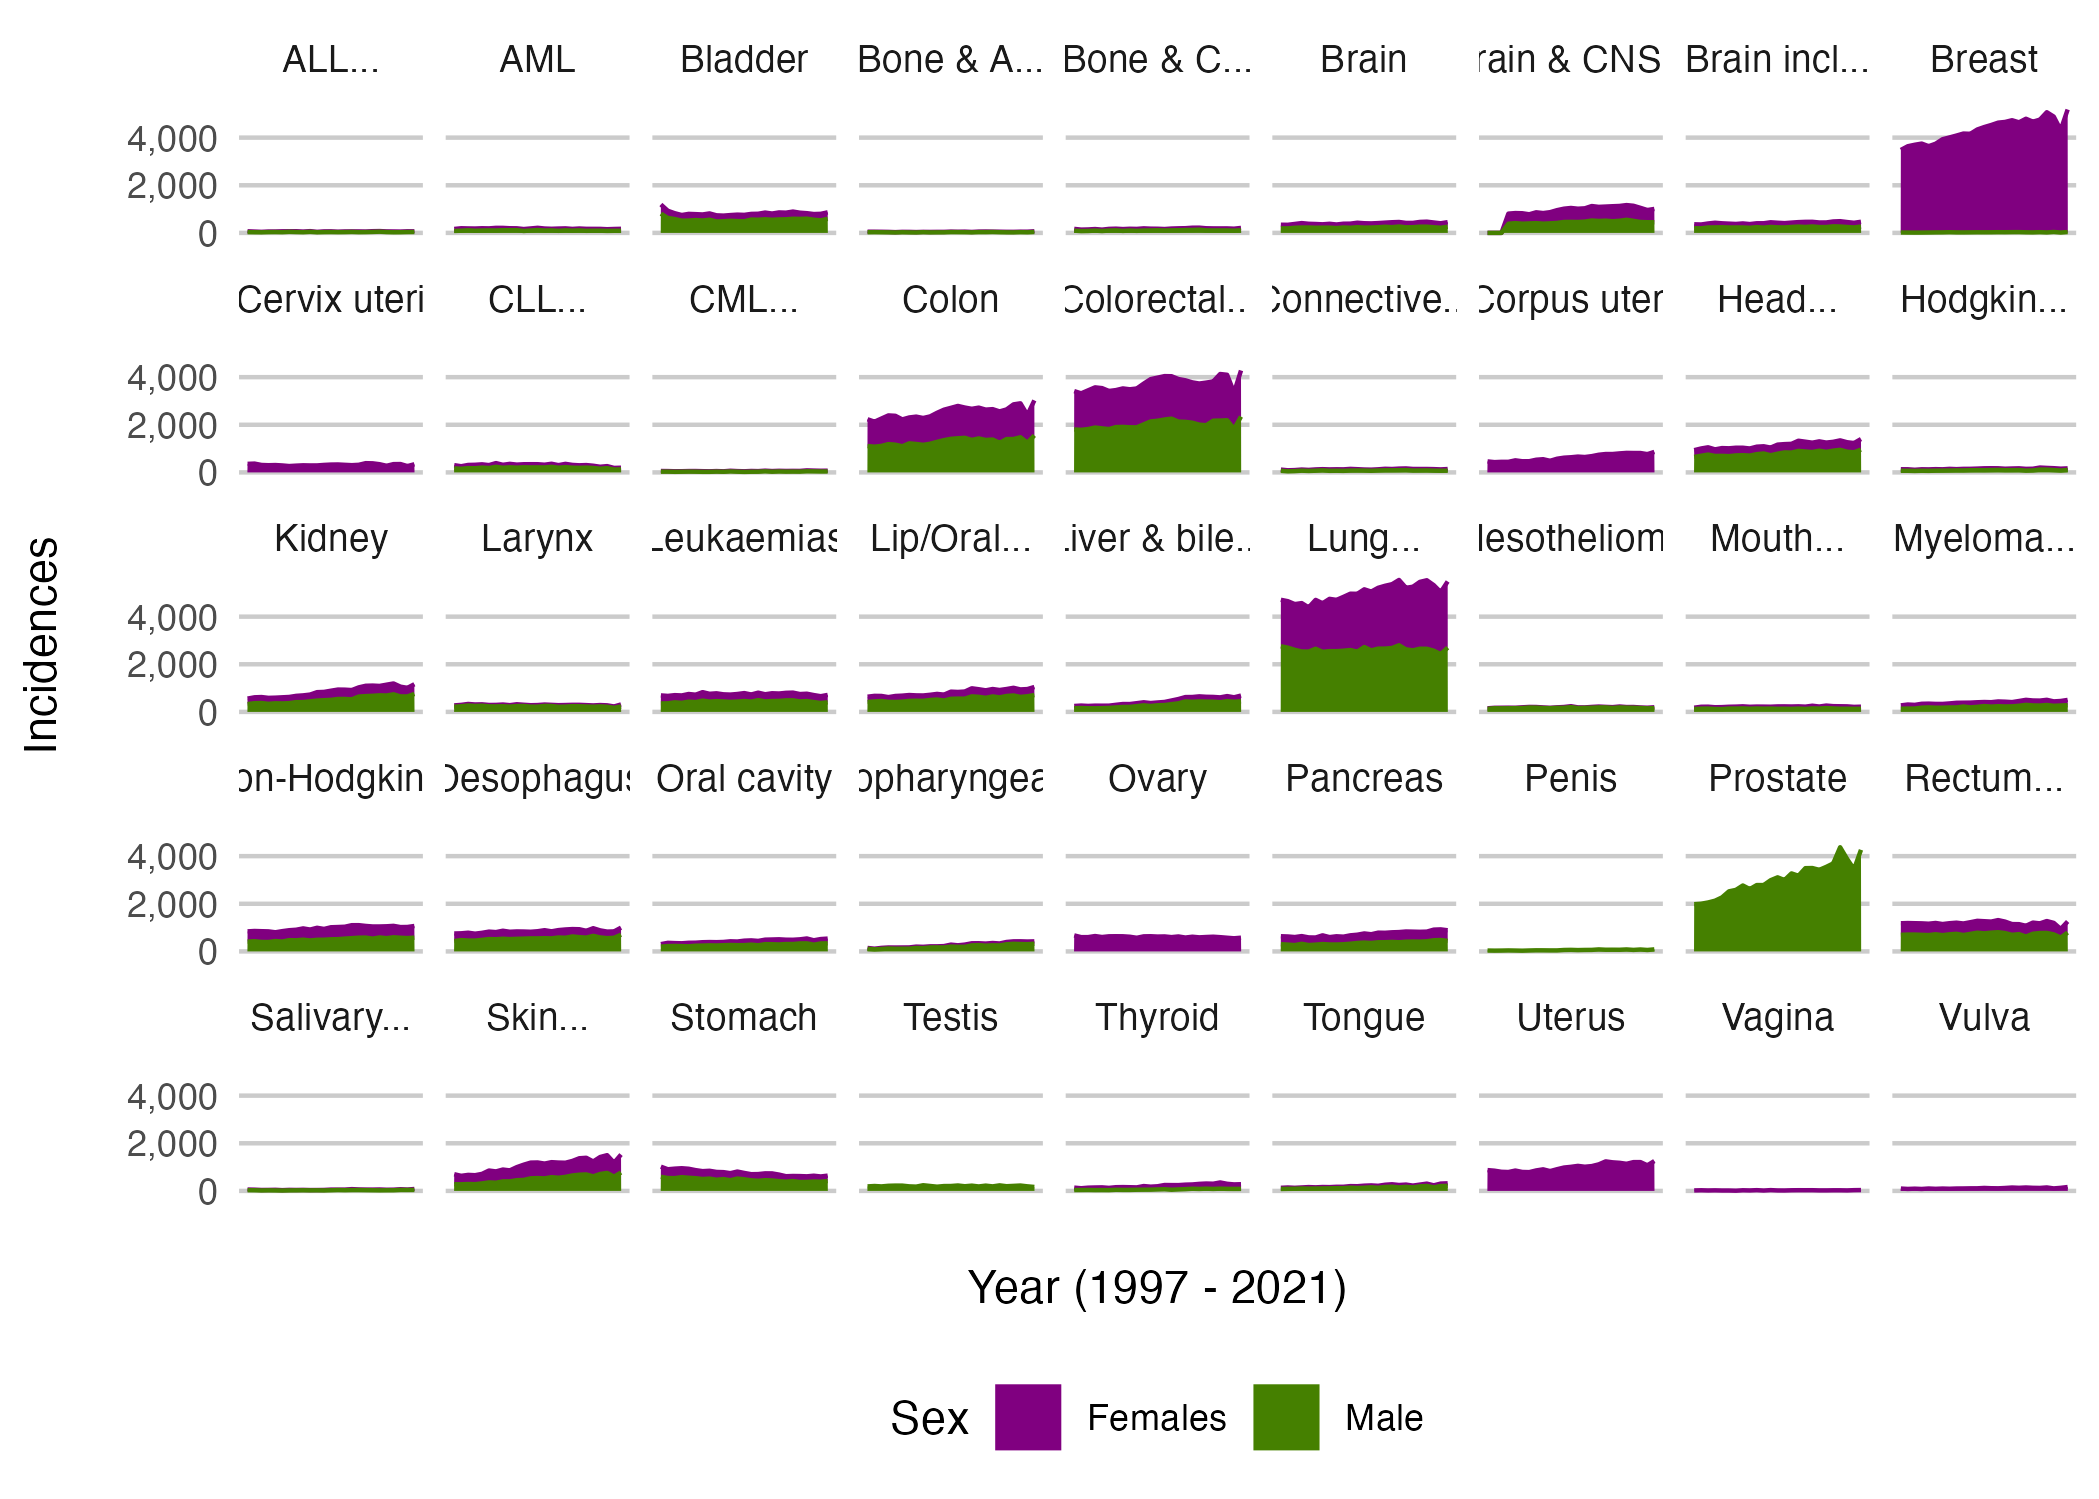 ALL... AML Bladder Bone & A... Bone & C... Brain rain & CNS Brain incl... Breast
4,000
2,000
0
Cervix uteri CLL... CML... Colon Colorectal... Connective... Corpus uteri Head... Hodgkin...
4,000
2,000
0
Kidney Larynx Leukaemias Lip/Oral... Liver & bile... Lung... Mesotheliom Mouth... Myeloma...
4,000
2,000
0
on-Hodgkin Oesophagus Oral cavity opharyngea Ovary Pancreas Penis Prostate Rectum...
4,000
2,000
0
Salivary... Skin... Stomach Testis Thyroid Tongue Uterus Vagina Vulva
4,000
2,000
0
Incidences
Year (1997 - 2021)
Sex Females Male